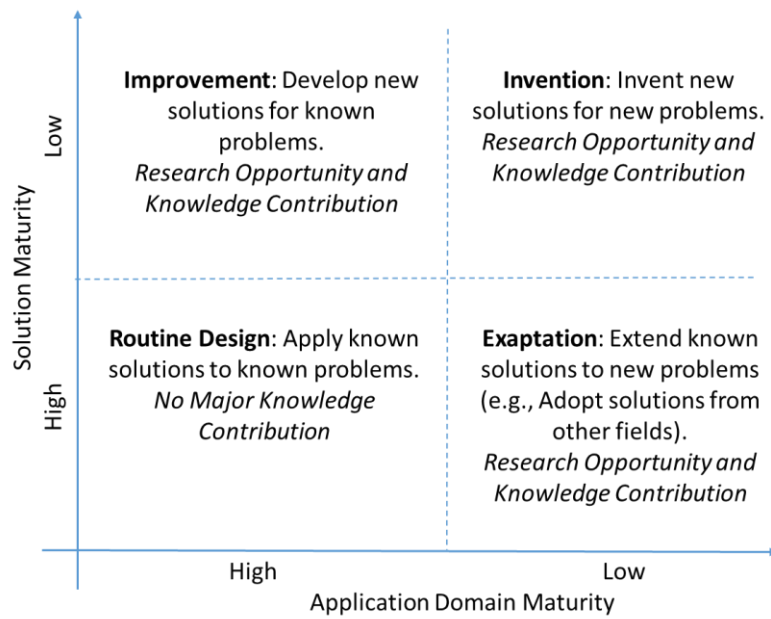 Improvement: Develop new
solutions for known
problems.
Research Opportunity and
Knowledge Contribution
Invention: Invent new
solutions for new problems.
Research Opportunity and
Knowledge Contribution
Low
Solution Maturity
High
Routine Design: Apply known
solutions to known problems.
No Major Knowledge
Contribution
Exaptation: Extend known
solutions to new problems
(e.g., Adopt solutions from
other fields).
Research Opportunity and
Knowledge Contribution
High
Low
Application Domain Maturity